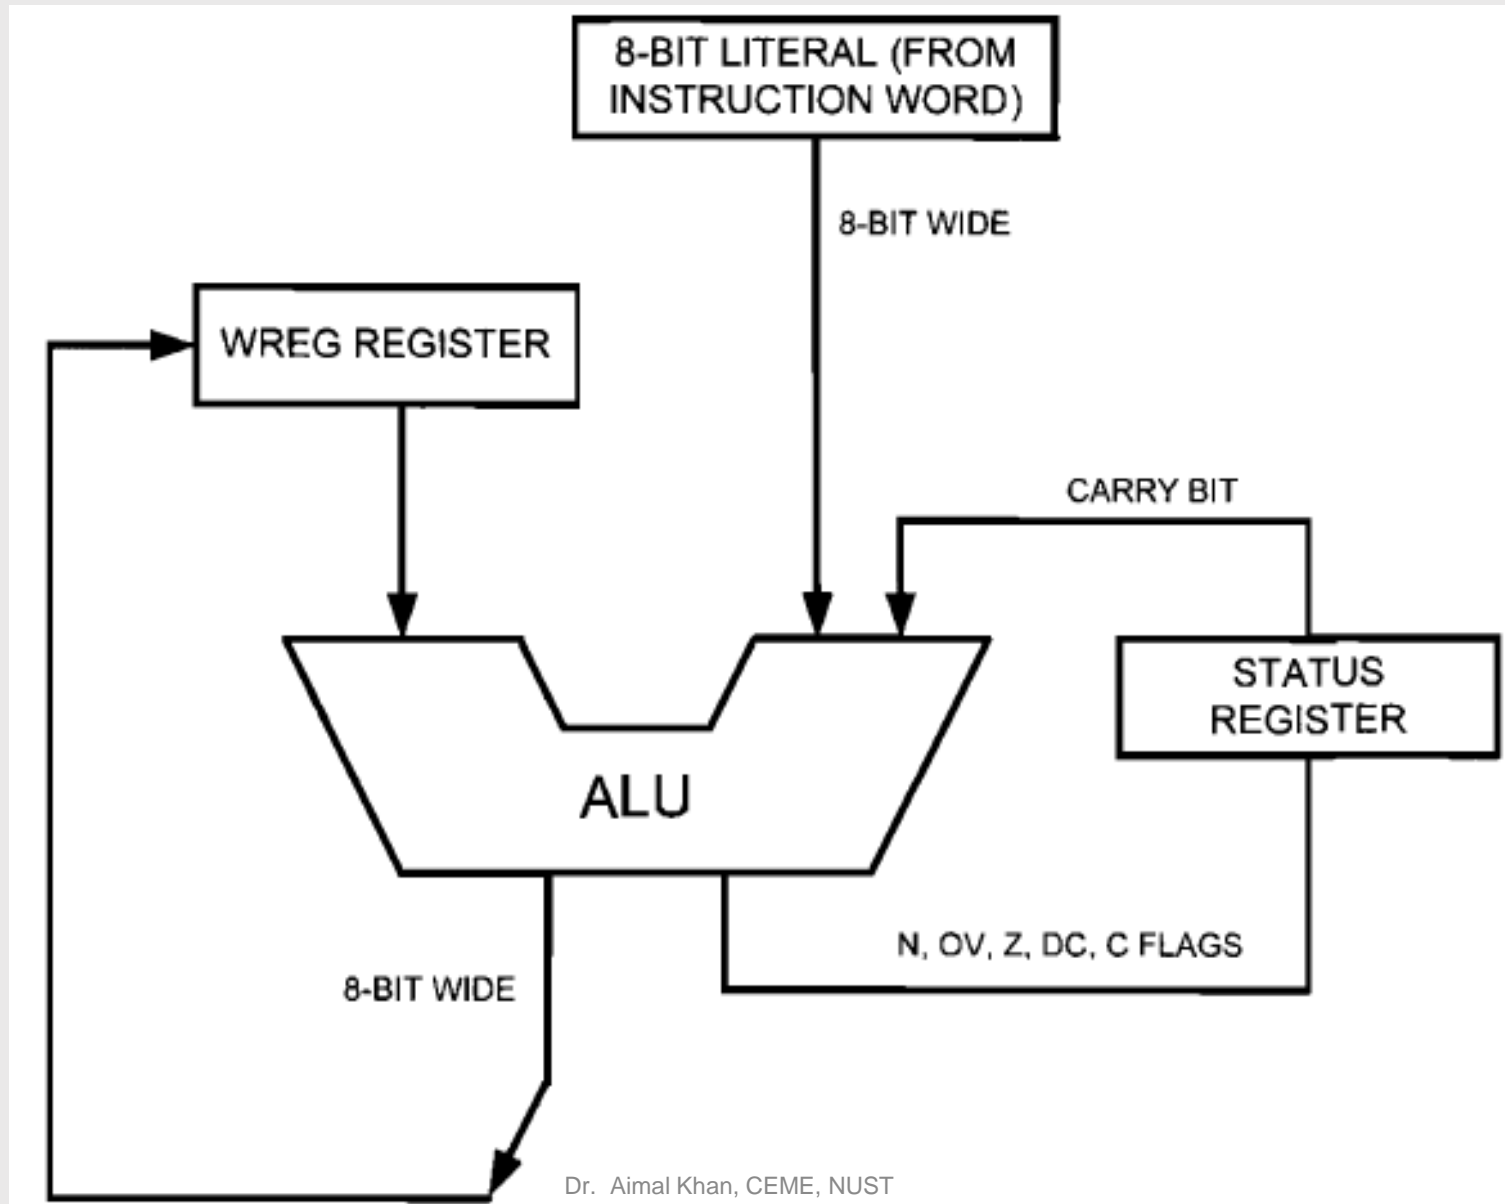 8-BIT LITERAL (FROM
INSTRUCTION WORD)
8-BIT WIDE
WREG REGISTER
CARRY BIT
STATUS
REGISTER
ALU
N, OV, Z, DC, C FLAGS
8-BIT WIDE
Dr. Aimal Khan, CEME, NUST